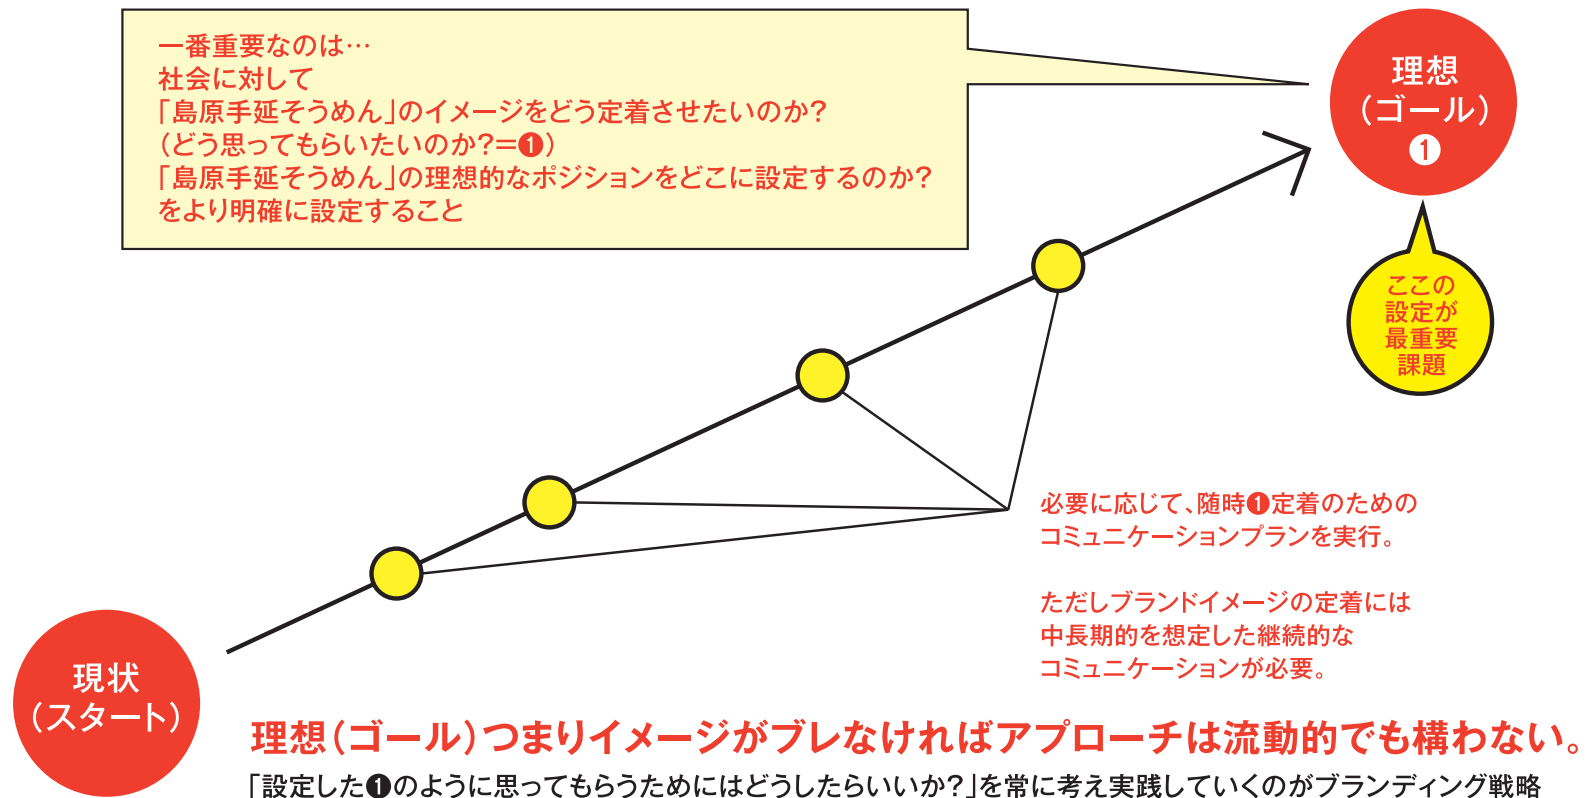 一番重要なのは…
社会に対して
「島原手延そうめん」のイメージをどう定着させたいのか?
（どう思ってもらいたいのか?＝❶）
「島原手延そうめん」の理想的なポジションをどこに設定するのか?
をより明確に設定すること
理想
（ゴール）
❶
ここの
設定が
最重要
課題
必要に応じて、随時❶定着のための
コミュニケーションプランを実行。
ただしブランドイメージの定着には
中長期的を想定した継続的な
コミュニケーションが必要。
現状
（スタート）
理想（ゴール）つまりイメージがブレなければアプローチは流動的でも構わない。
「設定した❶のように思ってもらうためにはどうしたらいいか?」を常に考え実践していくのがブランディング戦略